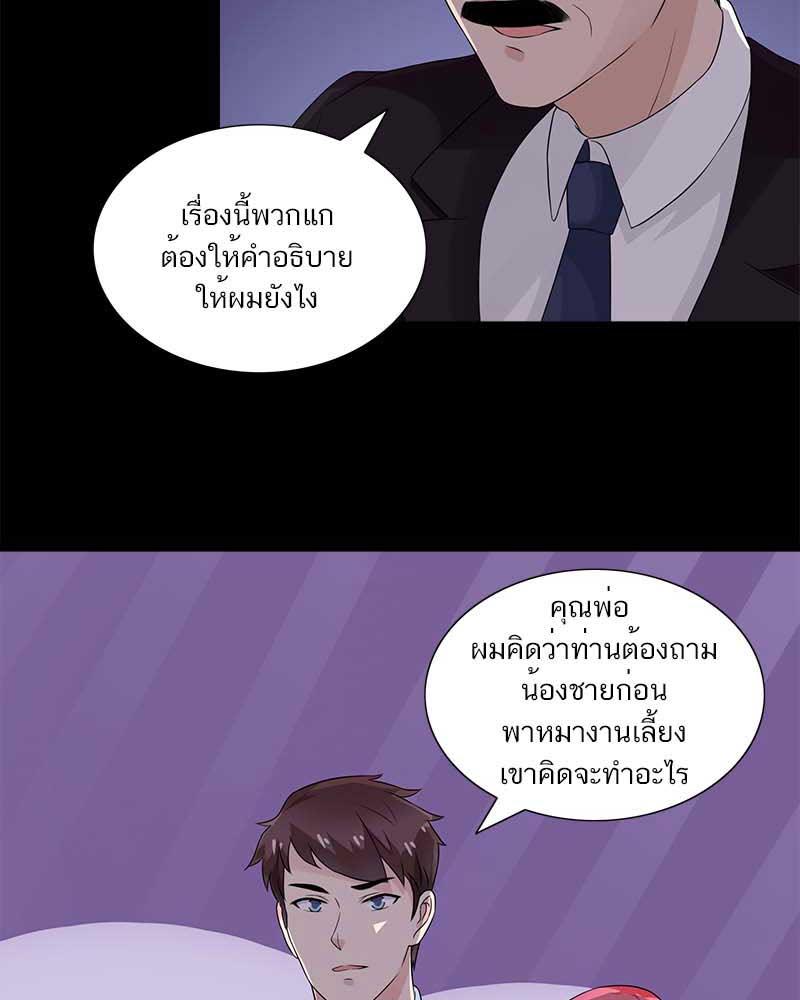 เรื่องนี้พวกแก
ต้องให้คำอธิบาย
ให้ผมยังไง
คุณพ่อ
ผมคิดว่าท่านต้องถาม
น้องชายก่อน
พาหมางานเลี้ยง
เขาคิดจะทำอะไร